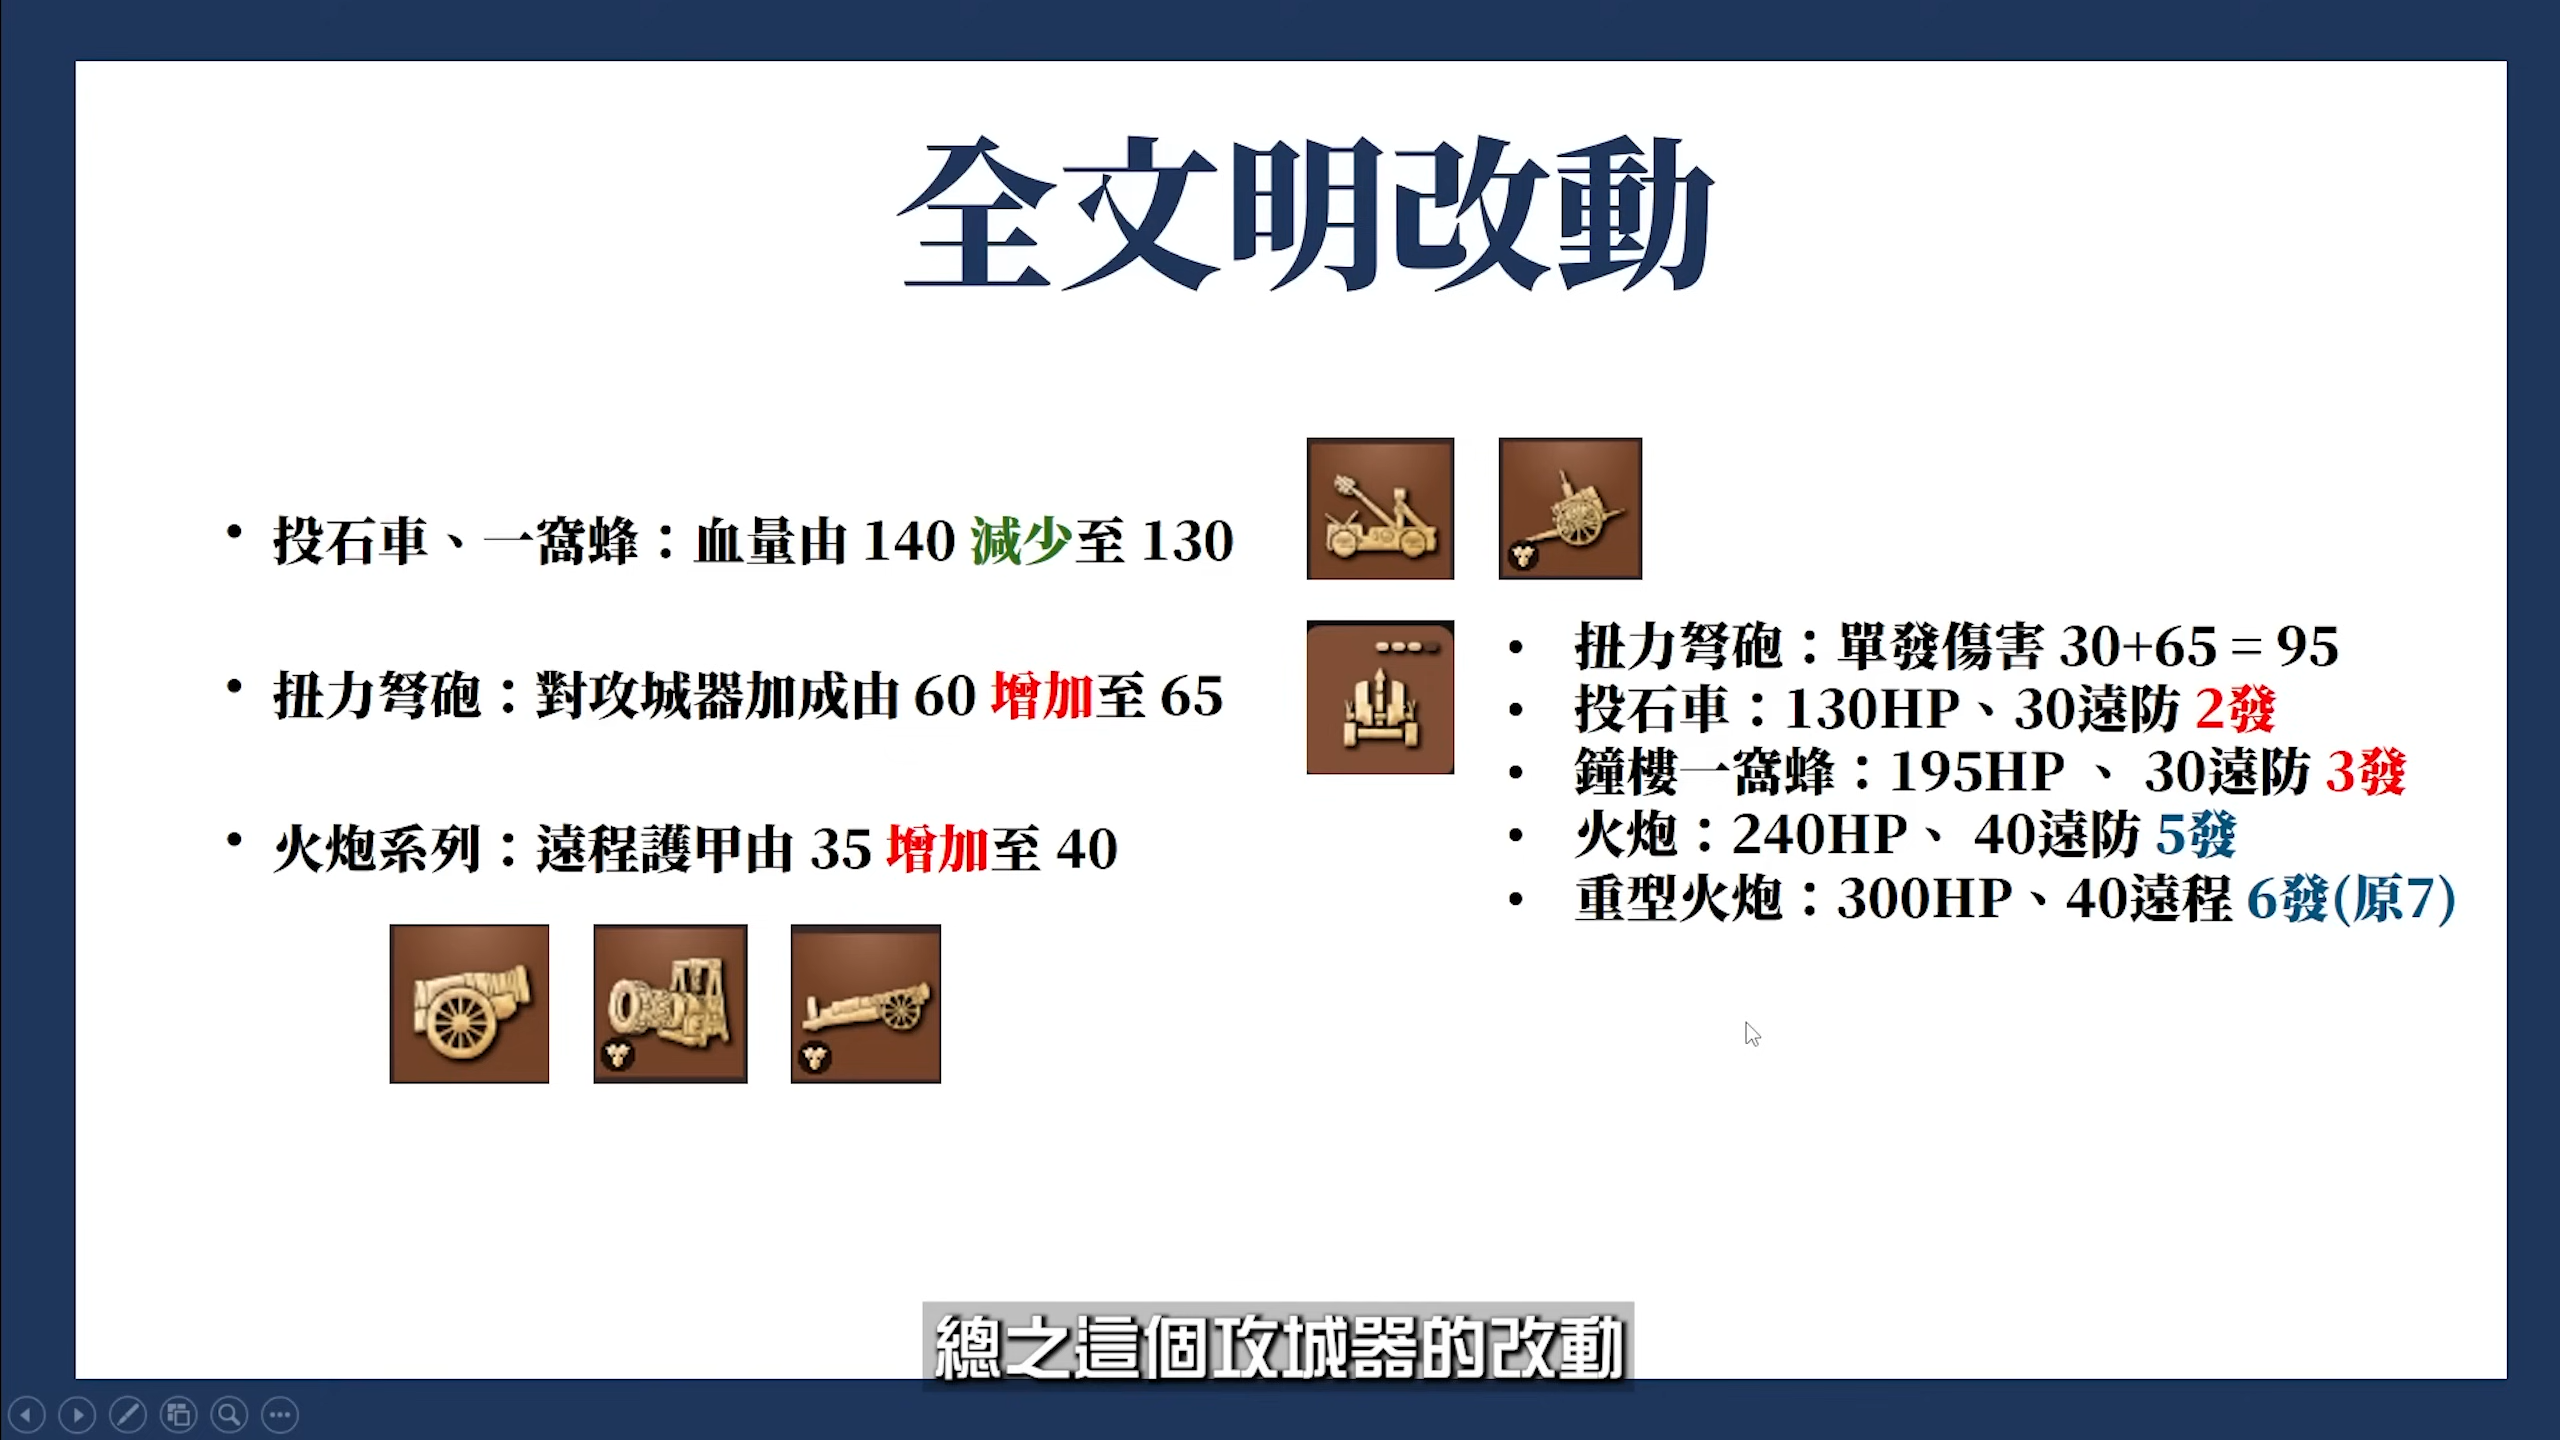 全文明改動
• 投石車、一窩蜂：血量由 140 減少至 130
• 扭力弩砲：對攻城器加成由 60 增加至 65
• 火炮系列：遠程護甲由 35 增加至 40
• 扭力弩砲：單發傷害 30+65 = 95
• 投石車：130HP、30遠防 2發
• 鐘樓一窩蜂：195HP 、 30遠防 3發
• 火炮：240HP、 40遠防 5發
• 重型火炮：300HP、40遠程 6發(原7)
總之這個攻城器的改動